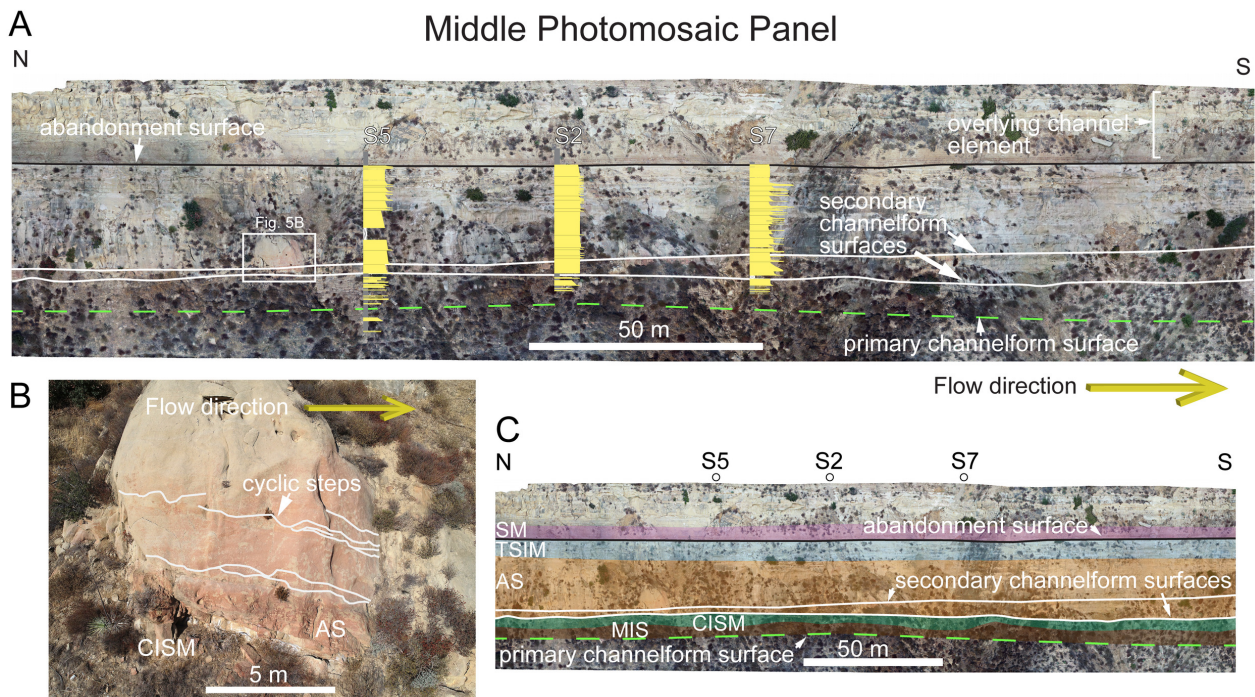 A
Middle Photomosaic Panel
N
S
abandonment surface
S5
S2
S7
overlying channel
element
Fig. 5B
secondary
channelform
surfaces
50 m
primary channelform surface
Flow direction
B
Flow direction
cyclic steps
AS
CISM
5 m
C
N
S5
S2
S7
S
SM
abandonment surface
TSIM
AS
secondary channelform surfaces
CISM
MIS
primary channelform surface
50 m